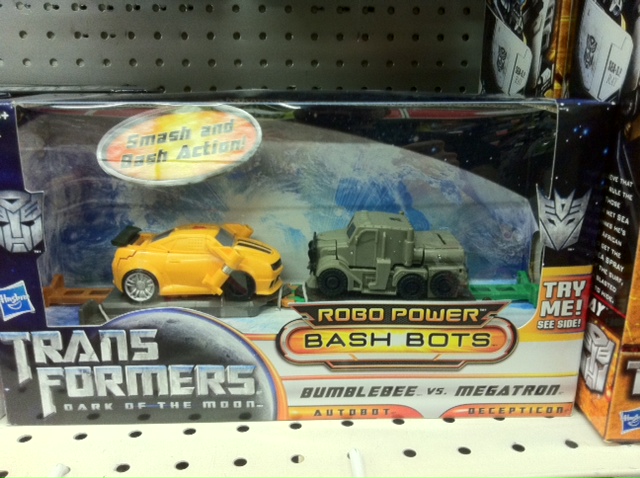 Smash and
Bash Action!
Hasbro
TRANS
FORMERS
DARK OF THE MOON
ROBO POWER
BASH BOTS
TRY
ME!
SEE SIDE!
BUMBLEBEE VS. MEGATRON
AUTOBOT DECEPTICON
Hasbro